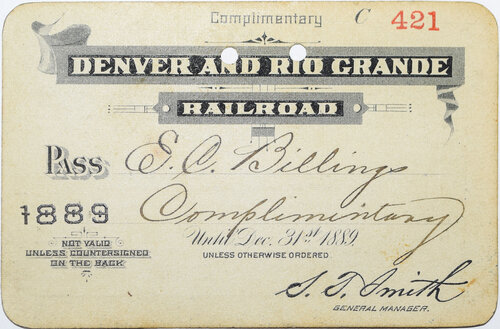 Complimentary C 421
DENVER AND RIO GRANDE
RAILROAD
Pass E. C. Billings
1889 Complimentary
Until Dec. 31st 1889.
NOT VALID
UNLESS COUNTERSIGNED
ON THE BACK
UNLESS OTHERWISE ORDERED
S. T. Smith
GENERAL MANAGER.